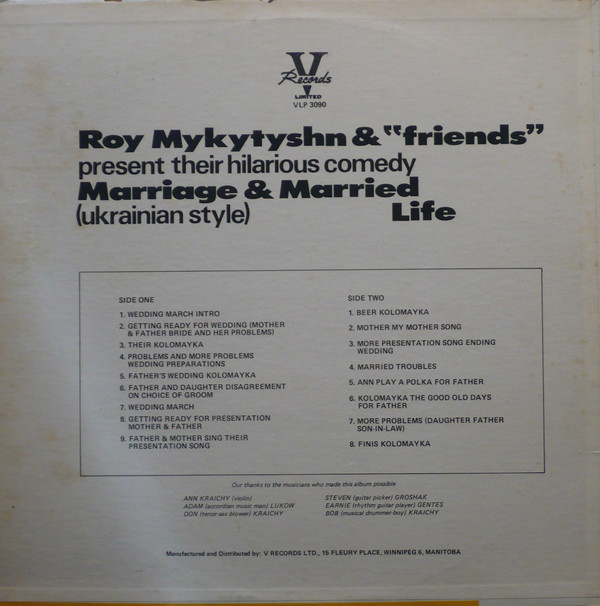 V
Records
LIMITED
VLP 3090
Roy Mykytyshn & "friends"
present their hilarious comedy
Marriage & Married
(ukrainian style) Life
SIDE ONE
1. WEDDING MARCH INTRO
2. GETTING READY FOR WEDDING (MOTHER
& FATHER BRIDE AND HER PROBLEMS)
3. THEIR KOLOMAYKA
4. PROBLEMS AND MORE PROBLEMS
WEDDING PREPARATIONS
5. FATHER'S WEDDING KOLOMAYKA
6. FATHER AND DAUGHTER DISAGREEMENT
ON CHOICE OF GROOM
7. WEDDING MARCH
8. GETTING READY FOR PRESENTATION
MOTHER & FATHER
9. FATHER & MOTHER SING THEIR
PRESENTATION SONG
SIDE TWO
1. BEER KOLOMAYKA
2. MOTHER MY MOTHER SONG
3. MORE PRESENTATION SONG ENDING
WEDDING
4. MARRIED TROUBLES
5. ANN PLAY A POLKA FOR FATHER
6. KOLOMAYKA THE GOOD OLD DAYS
FOR FATHER
7. MORE PROBLEMS (DAUGHTER FATHER
SON-IN-LAW)
8. FINIS KOLOMAYKA
Our thanks to the musicians who made this album possible
ANN KRAICHY (violin)
ADAM (accordian music man) LUKOW
DON (tenor-sax blower) KRAICHY
STEVEN (guitar picker) GROSHAK
EARNIE (rhythm guitar player) GENTES
BOB (musical drummer-boy) KRAICHY
Manufactured and Distributed by: V RECORDS LTD., 15 FLEURY PLACE, WINNIPEG 6, MANITOBA